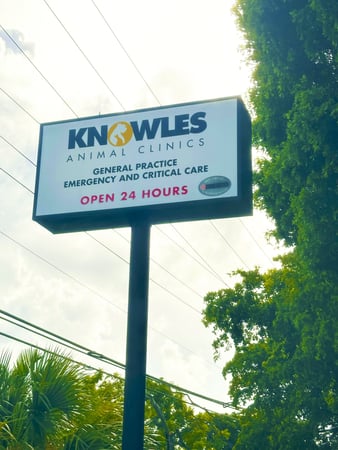 KNOWLES
ANIMAL CLINICS
GENERAL PRACTICE
EMERGENCY AND CRITICAL CARE
OPEN 24 HOURS